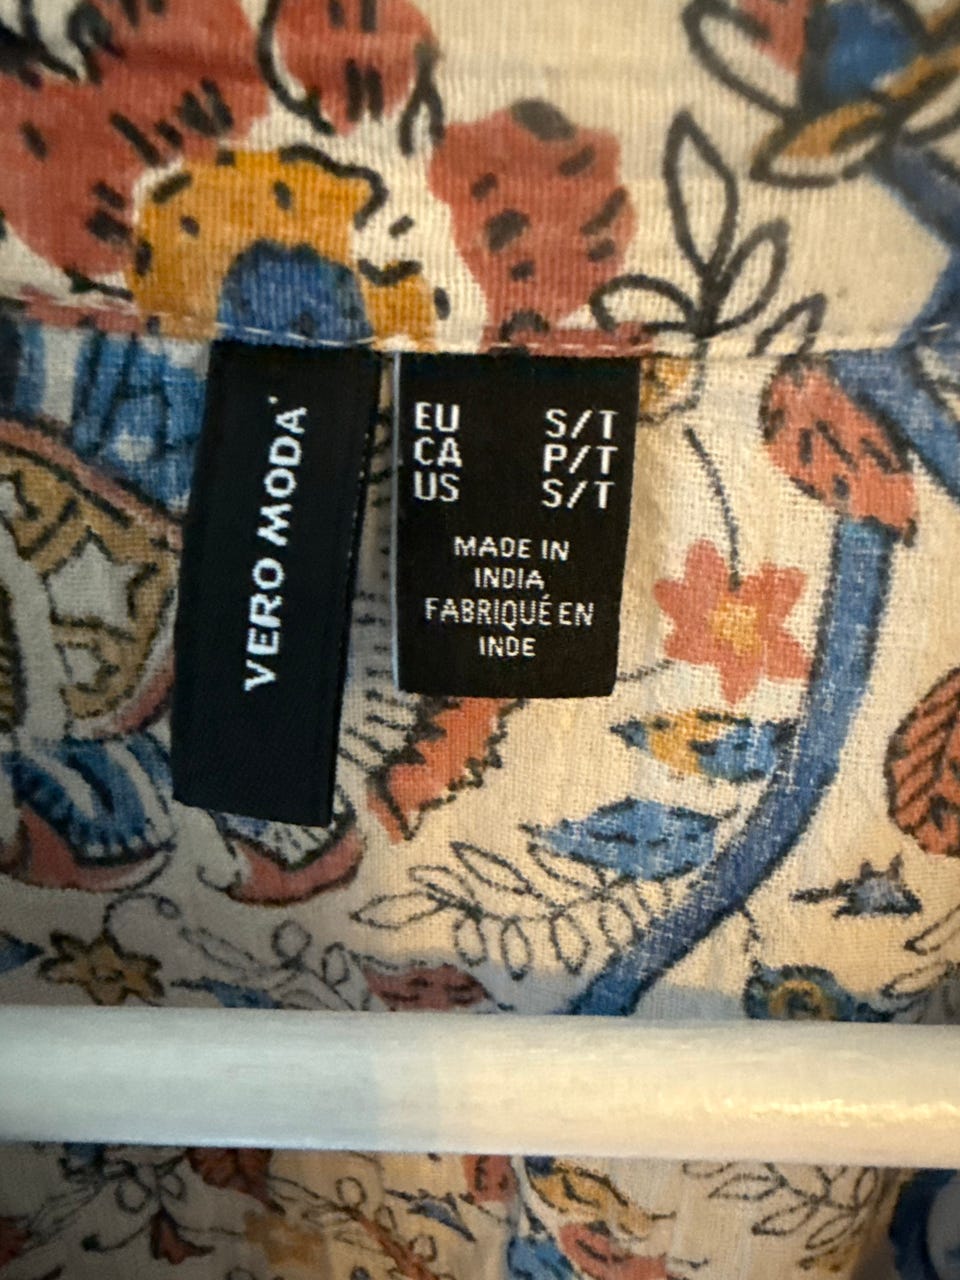 VERO MODA
EU S/T
CA P/T
US S/T
MADE IN
INDIA
FABRIQUÉ EN
INDE